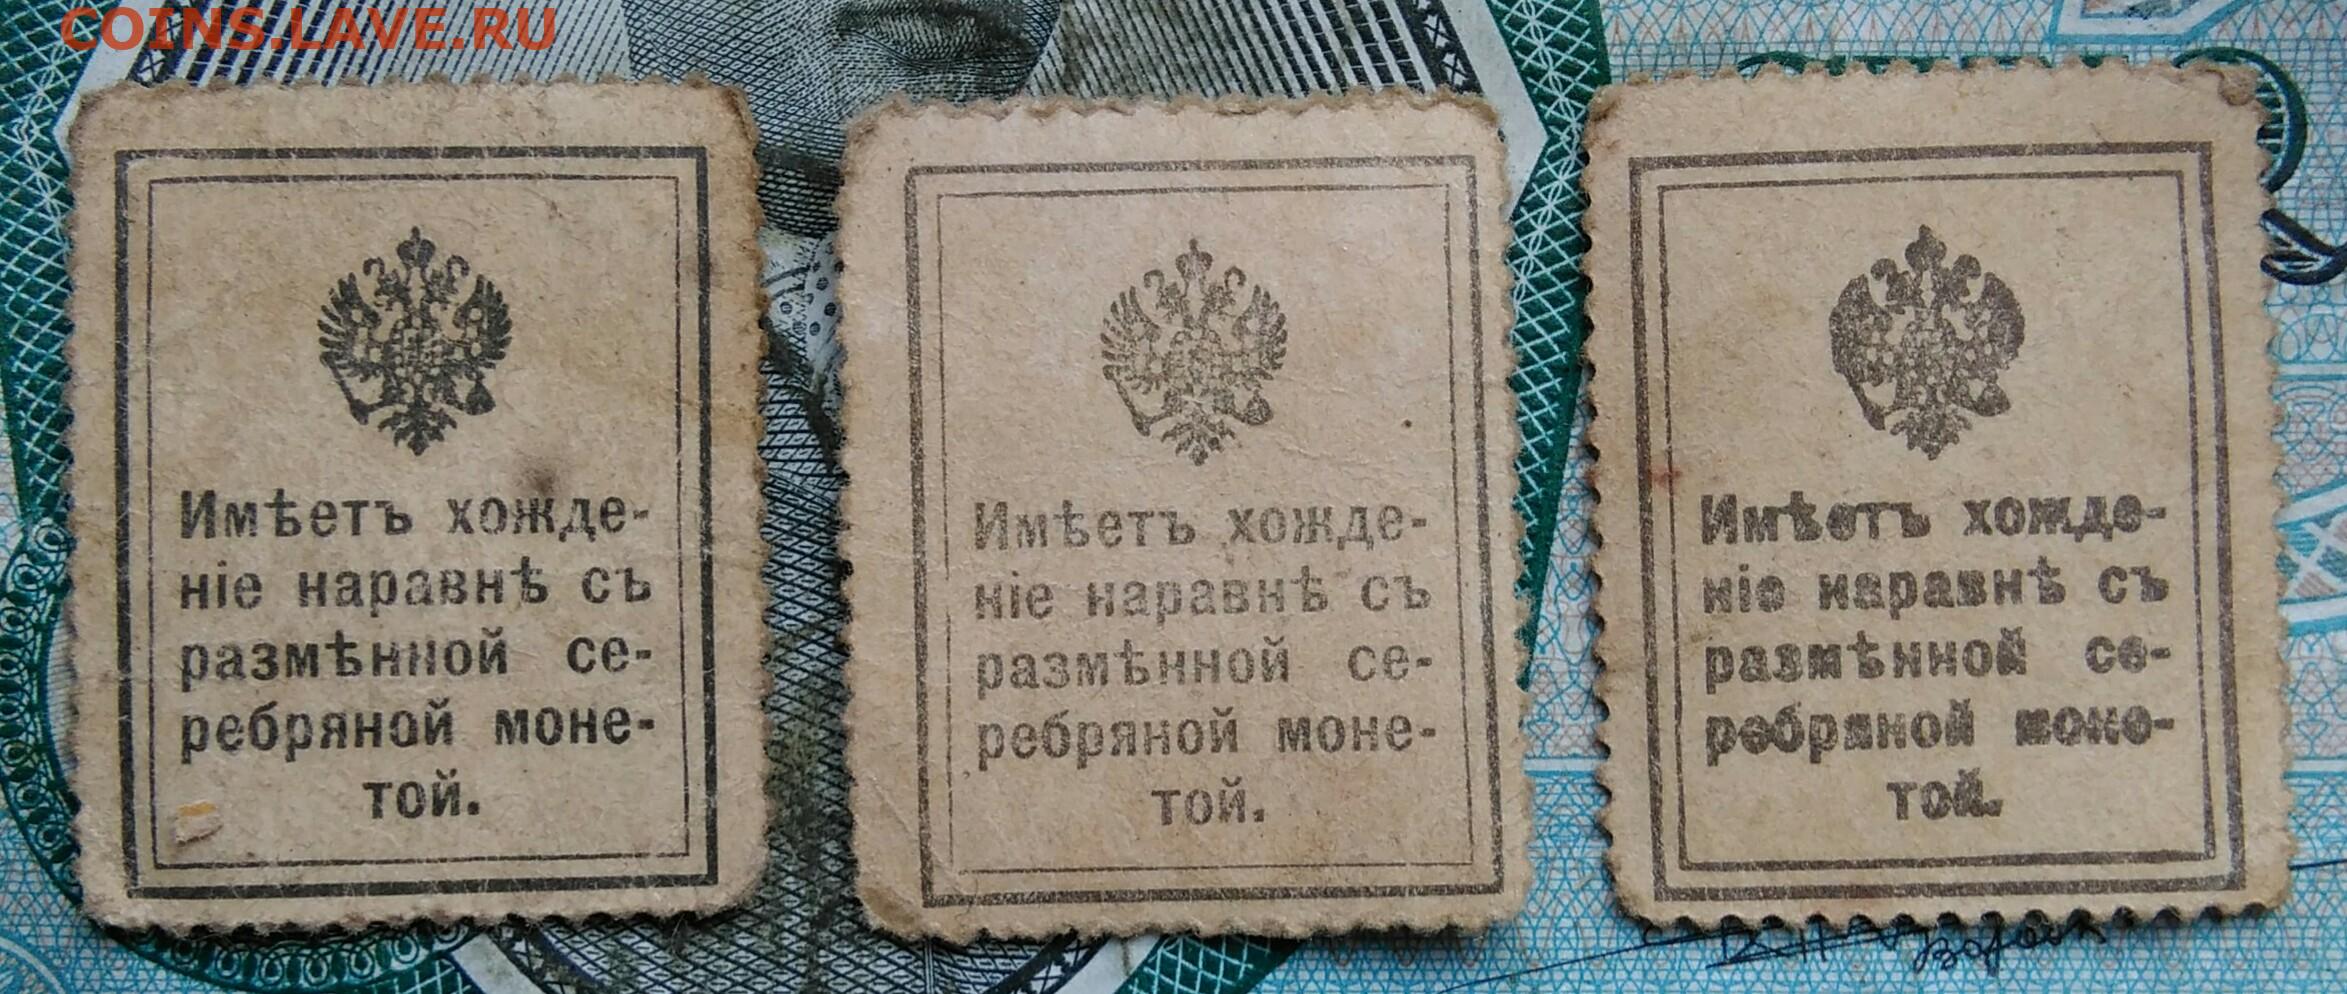 COINS.LAVE.RU
Имѣетъ хожде-
ніе наравнѣ съ
размѣнной се-
ребряной моне-
той.
Имѣетъ хожде-
ніе наравнѣ съ
размѣнной се-
ребряной моне-
той.
Имѣетъ хожде-
ніе наравнѣ съ
размѣнной се-
ребряной моне-
той.